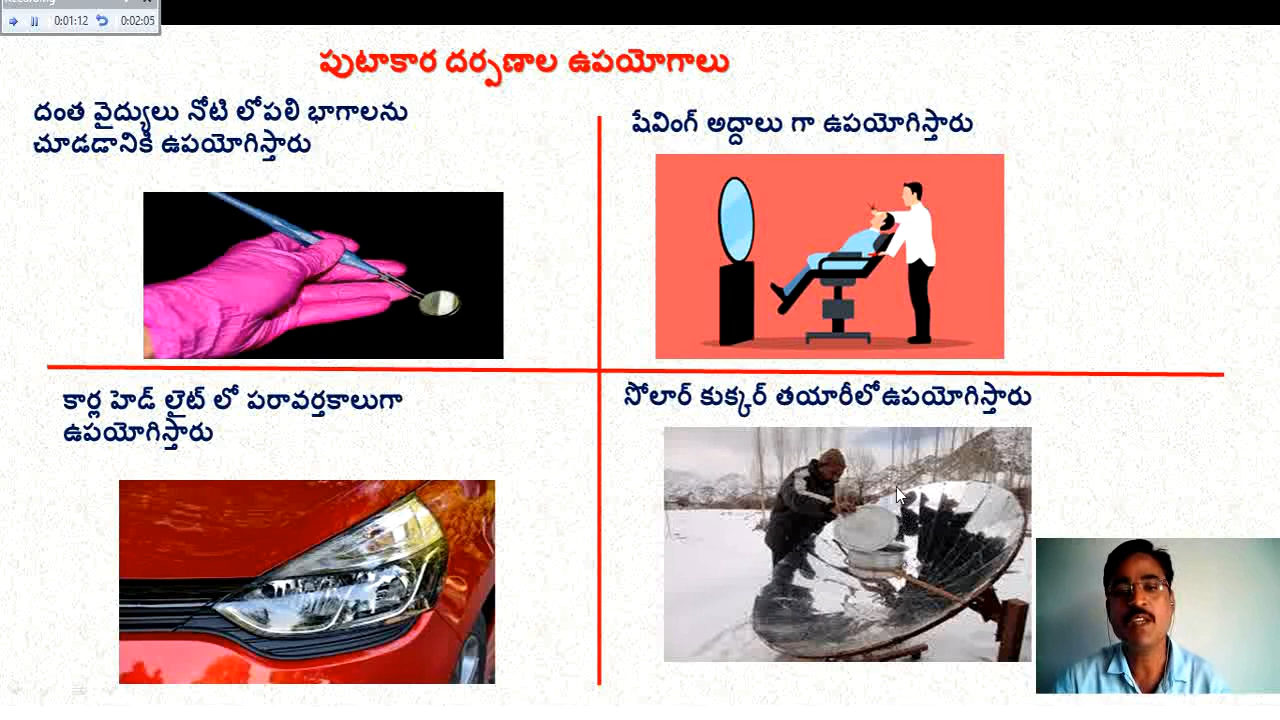 0:01:12
0:02:05
పుటాకార దర్పణాల ఉపయోగాలు
దంత వైద్యులు నోటి లోపలి భాగాలను
చూడడానికి ఉపయోగిస్తారు
షేవింగ్ అద్దాలు గా ఉపయోగిస్తారు
కార్ల హెడ్ లైట్ లో పరావర్తకాలుగా
ఉపయోగిస్తారు
సోలార్ కుక్కర్ తయారీలో ఉపయోగిస్తారు